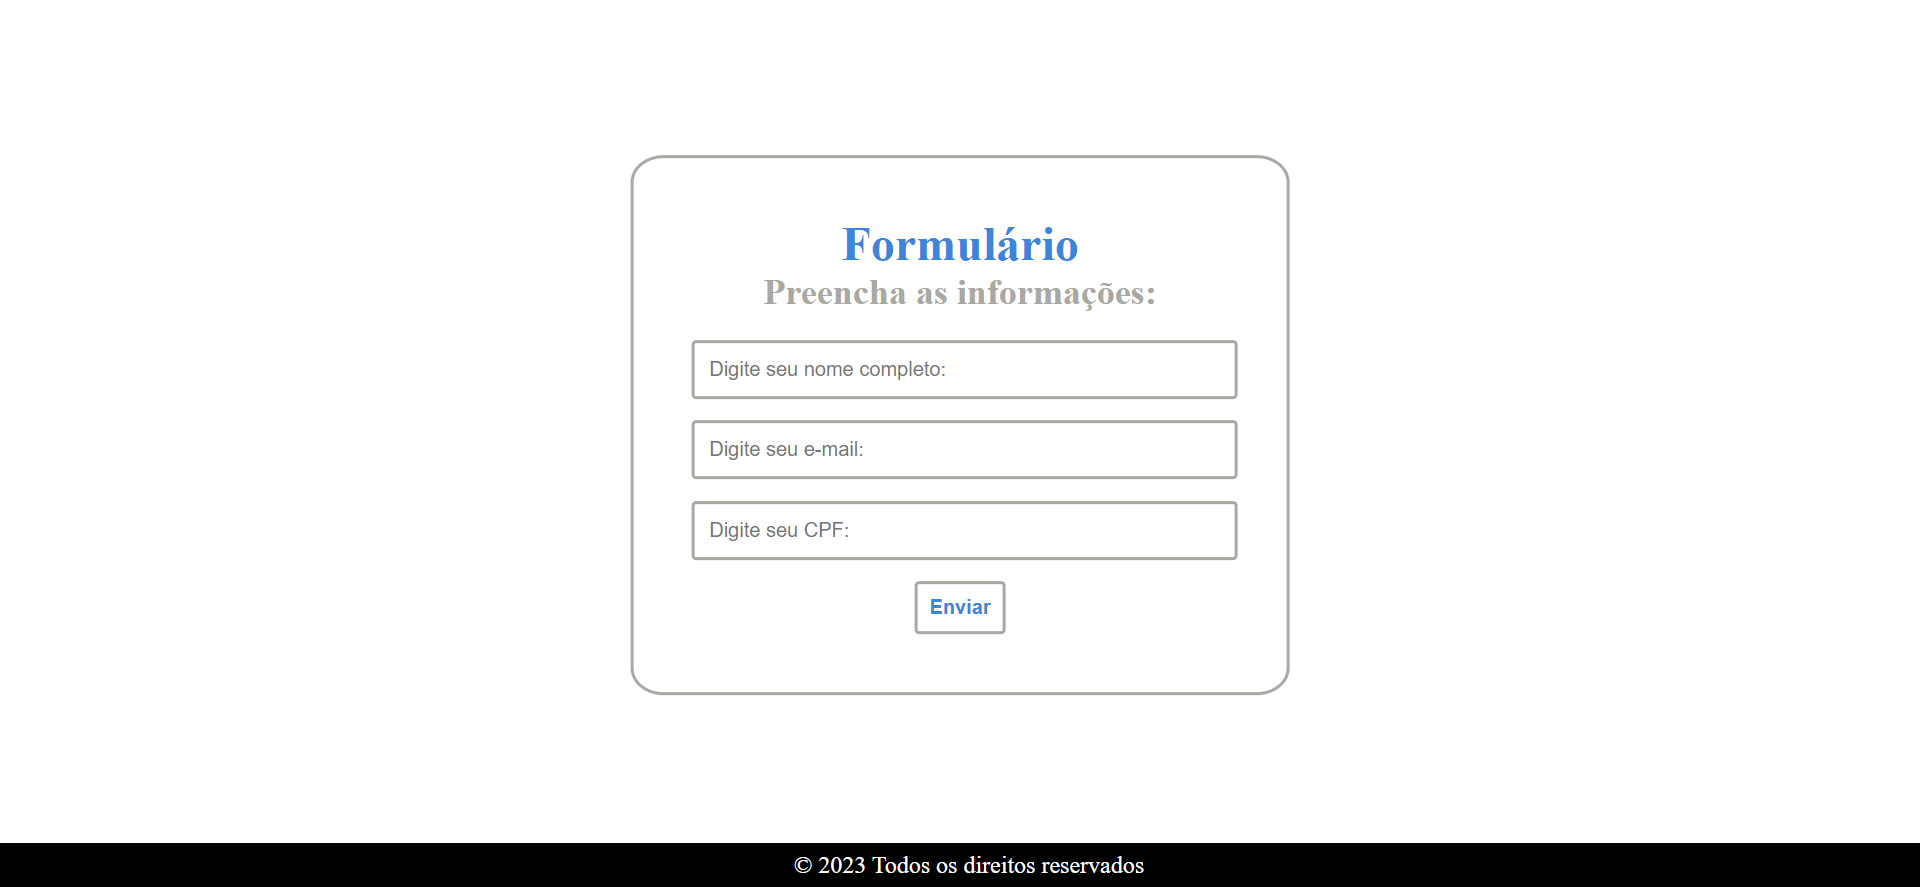 Formulário
Preencha as informações:
Digite seu nome completo:
Digite seu e-mail:
Digite seu CPF:
Enviar
© 2023 Todos os direitos reservados